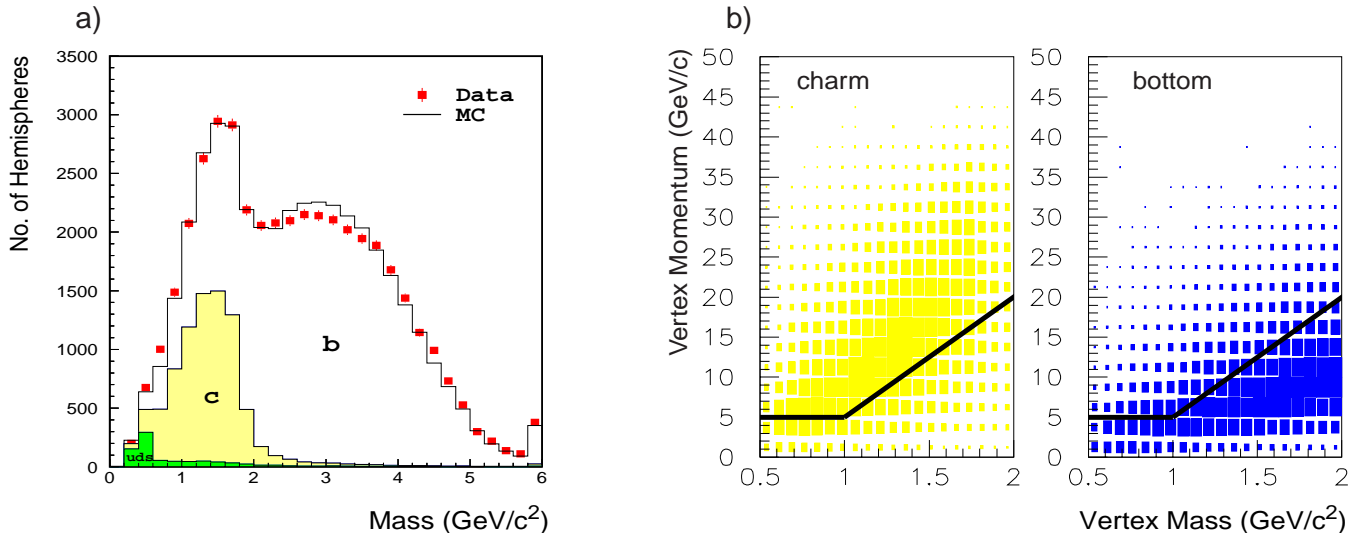 a)
No. of Hemispheres
3500
3000
2500
2000
1500
1000
500
0
Data
MC
b
c
uds
1 2 3 4 5 6
Mass (GeV/c²)
b)
Vertex Momentum (GeV/c)
50
45
40
35
30
25
20
15
10
5
0
charm
0.5 1 1.5 2
50
45
40
35
30
25
20
15
10
5
0
bottom
0.5 1 1.5 2
Vertex Mass (GeV/c²)